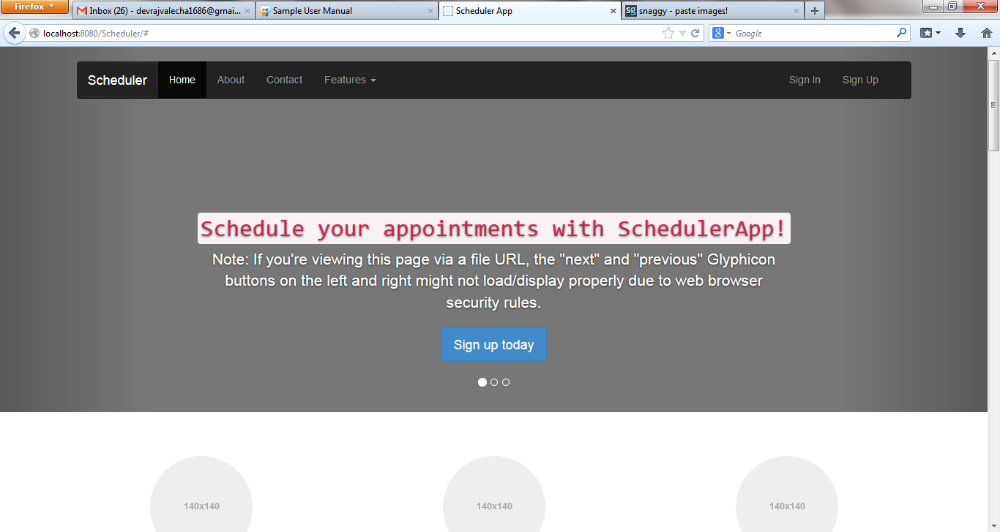 Firefox
Inbox (26) - devrajvalecha1686@gmai...
Sample User Manual
Scheduler App
Sg snaggy - paste images!
localhost:8080/Scheduler/#
8 Google
Scheduler
Home
About
Contact
Features
Sign In
Sign Up
Schedule your appointments with SchedulerApp!
Note: If you're viewing this page via a file URL, the "next" and "previous" Glyphicon
buttons on the left and right might not load/display properly due to web browser
security rules.
Sign up today
140x140
140x140
140x140